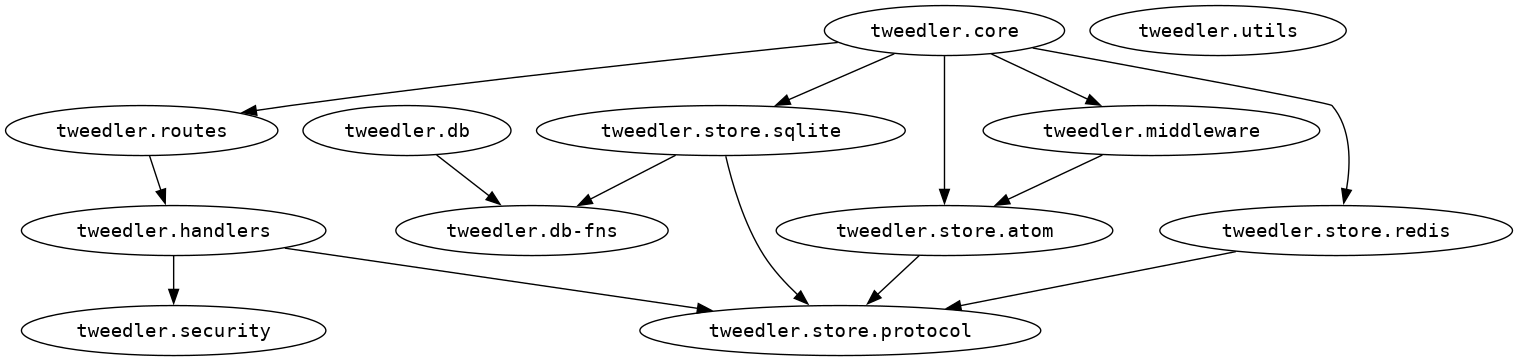 tweedler.core
tweedler.utils
tweedler.routes
tweedler.db
tweedler.store.sqlite
tweedler.middleware
tweedler.handlers
tweedler.db-fns
tweedler.store.atom
tweedler.store.redis
tweedler.security
tweedler.store.protocol